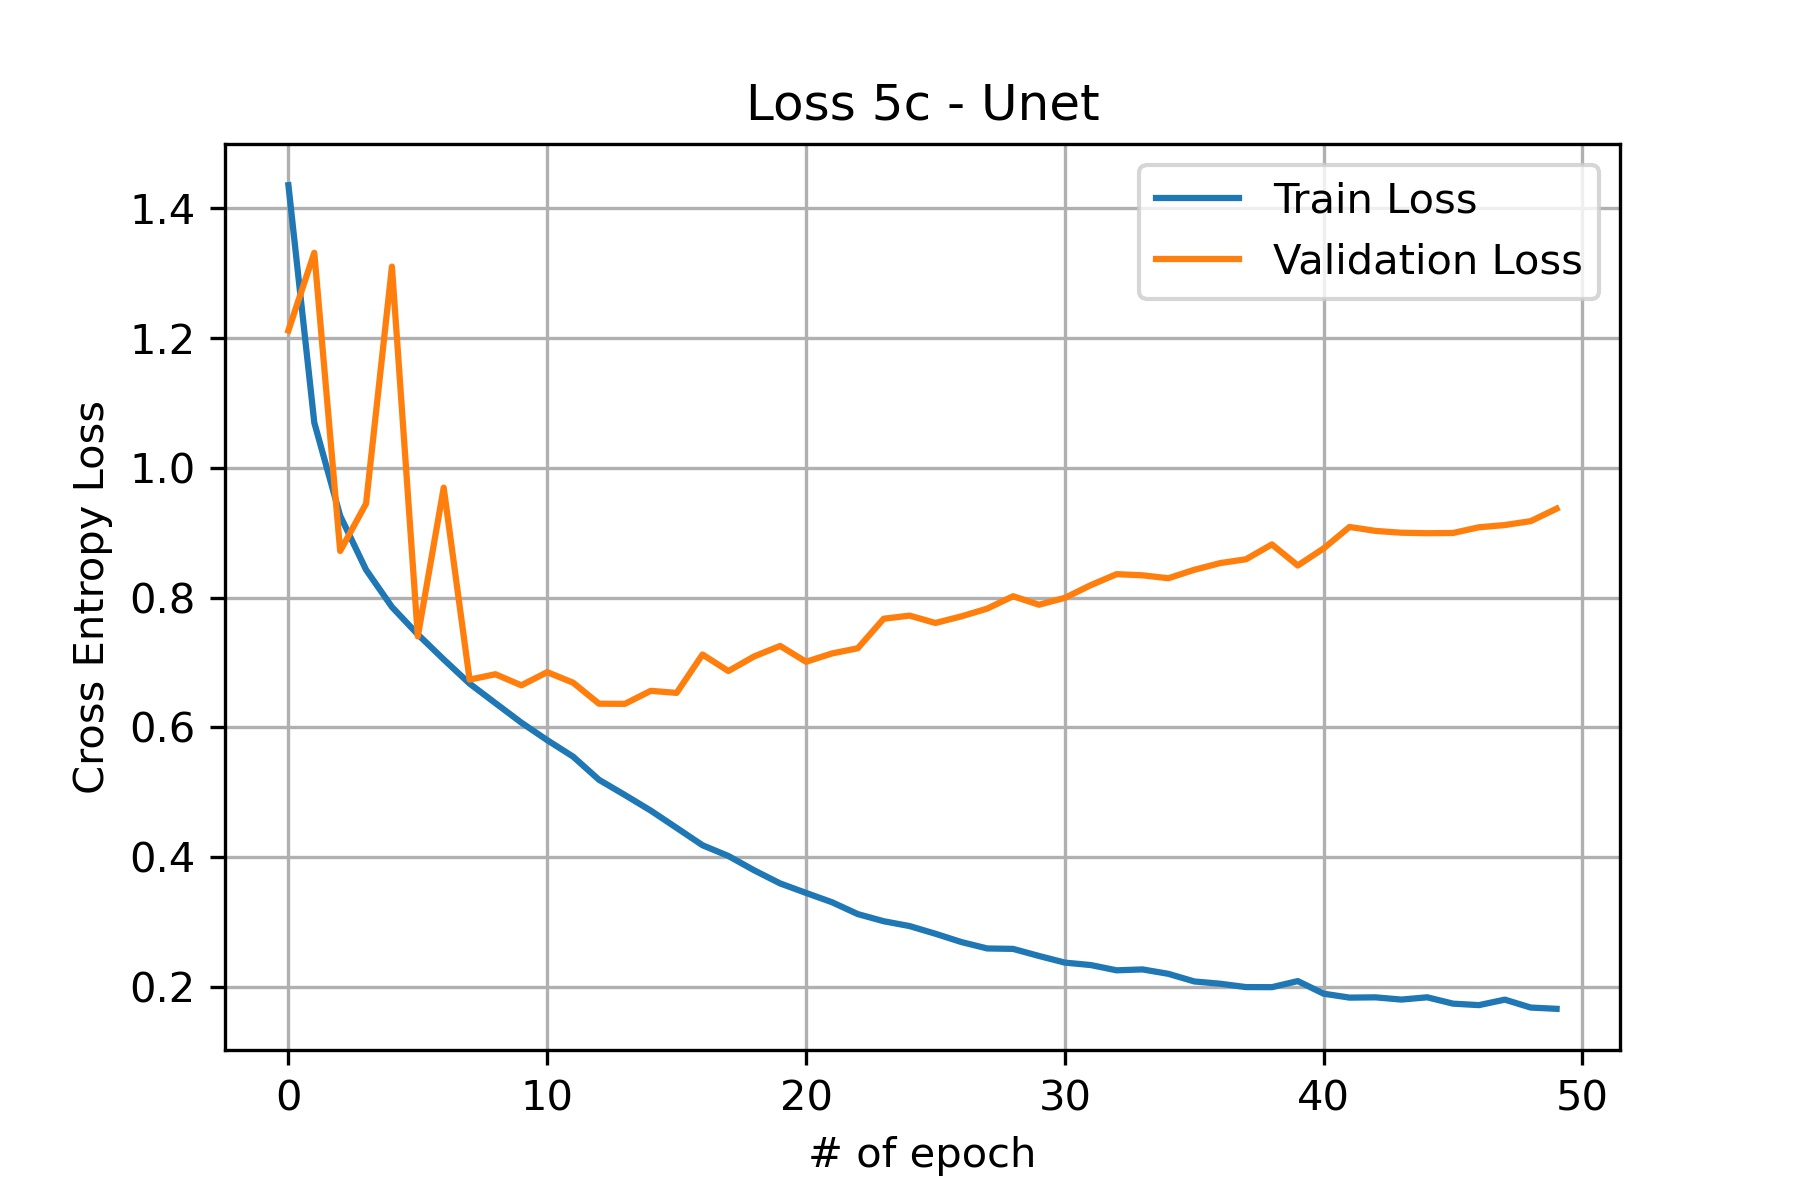 Loss 5c - Unet
Train Loss
Validation Loss
Cross Entropy Loss
1.4
1.2
1.0
0.8
0.6
0.4
0.2
0 10 20 30 40 50
# of epoch